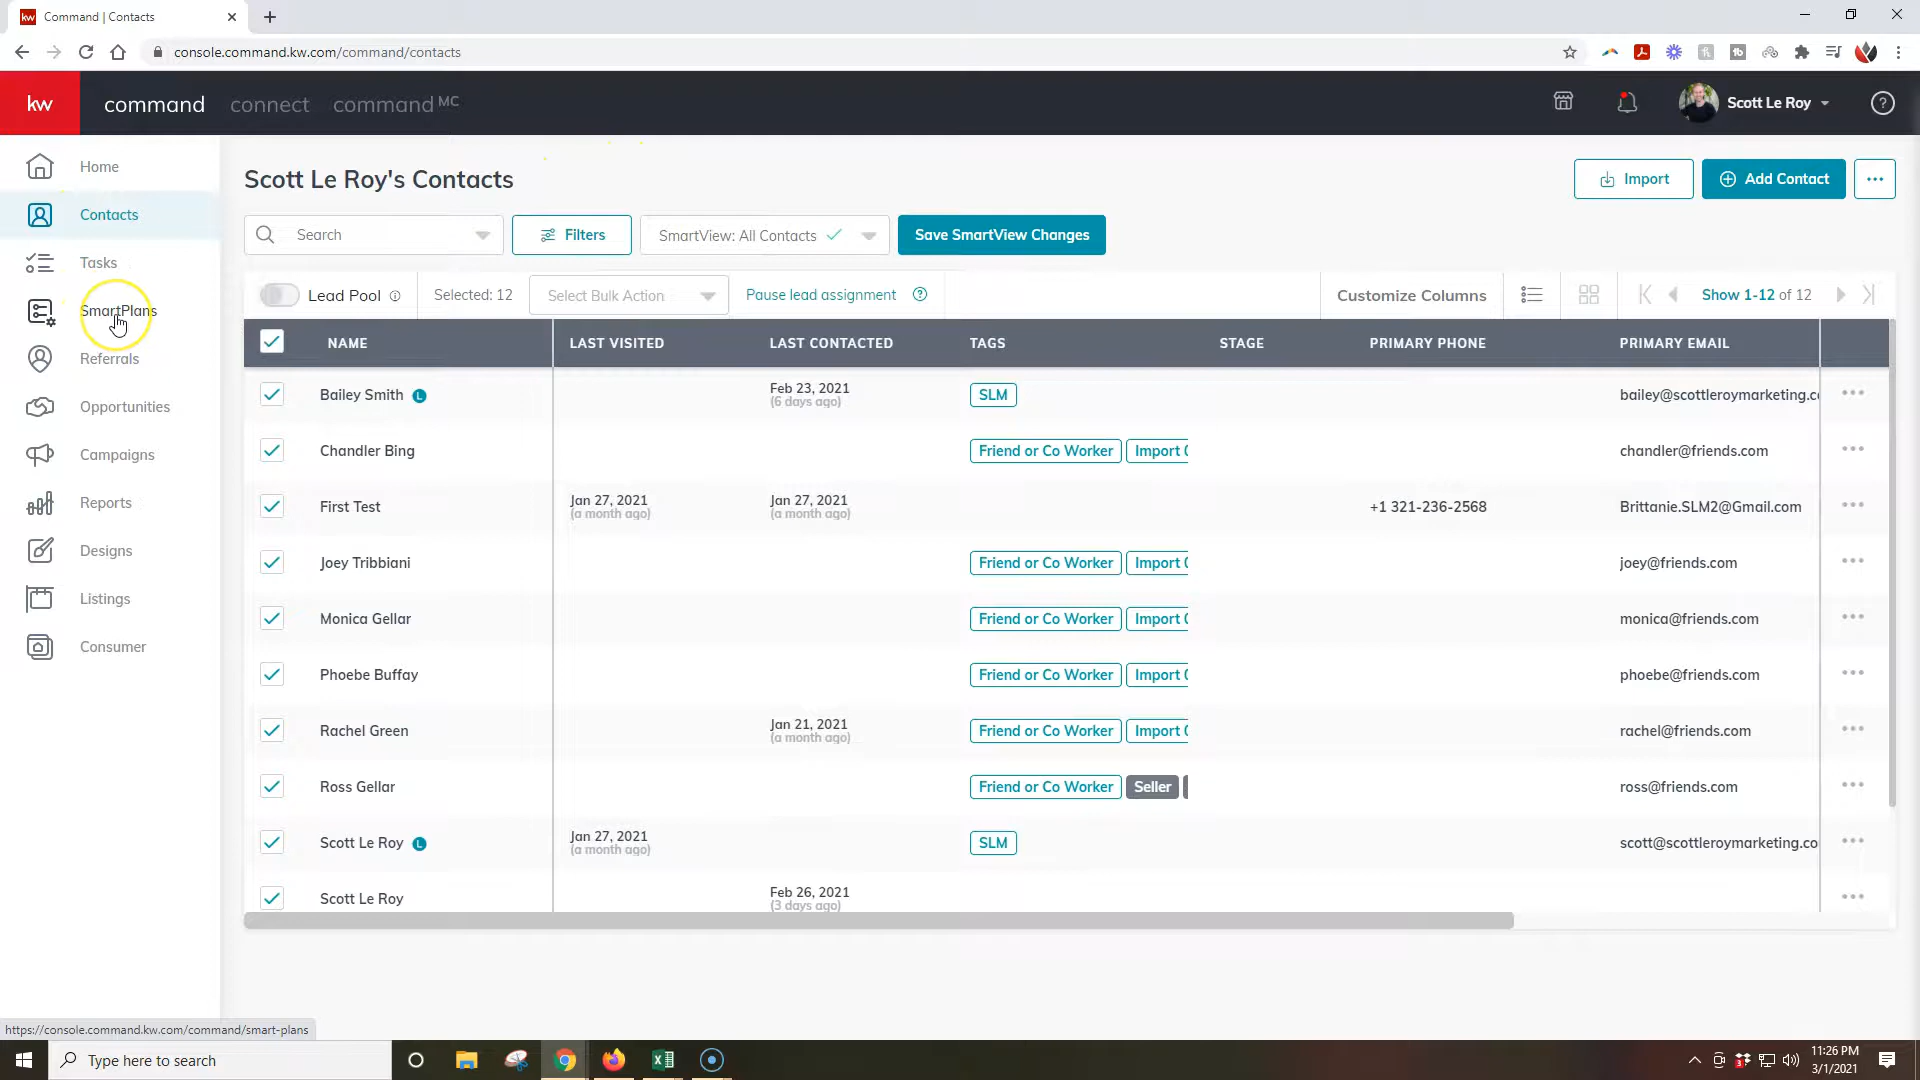 Command | Contacts
console.command.kw.com/command/contacts
kw command connect command MC
Scott Le Roy
Home
Contacts
Tasks
SmartPlans
Referrals
Opportunities
Campaigns
Reports
Designs
Listings
Consumer
Scott Le Roy's Contacts
Import
Add Contact
Search
Filters
SmartView: All Contacts
Save SmartView Changes
Lead Pool
Selected: 12
Select Bulk Action
Pause lead assignment
Customize Columns
Show 1-12 of 12
NAME LAST VISITED LAST CONTACTED TAGS STAGE PRIMARY PHONE PRIMARY EMAIL
Bailey Smith L Feb 23, 2021 SLM bailey@scottleroymarketing.c
(6 days ago)
Chandler Bing Friend or Co Worker Import chandler@friends.com
First Test Jan 27, 2021 Jan 27, 2021 +1 321-236-2568 Brittanie.SLM2@Gmail.com
(a month ago) (a month ago)
Joey Tribbiani Friend or Co Worker Import joey@friends.com
Monica Gellar Friend or Co Worker Import monica@friends.com
Phoebe Buffay Friend or Co Worker Import phoebe@friends.com
Rachel Green Jan 21, 2021 Friend or Co Worker Import rachel@friends.com
(a month ago)
Ross Gellar Friend or Co Worker Seller ross@friends.com
Scott Le Roy L Jan 27, 2021 SLM scott@scottleroymarketing.co
(a month ago)
Scott Le Roy Feb 26, 2021
(3 days ago)
https://console.command.kw.com/command/smart-plans
Type here to search
11:26 PM
3/1/2021